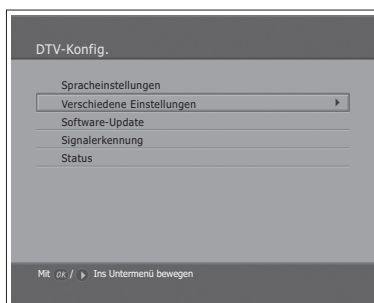 DTV-Konfig.
Spracheinstellungen
Verschiedene Einstellungen
Software-Update
Signalerkennung
Status
Mit OK / Ins Untermenü bewegen